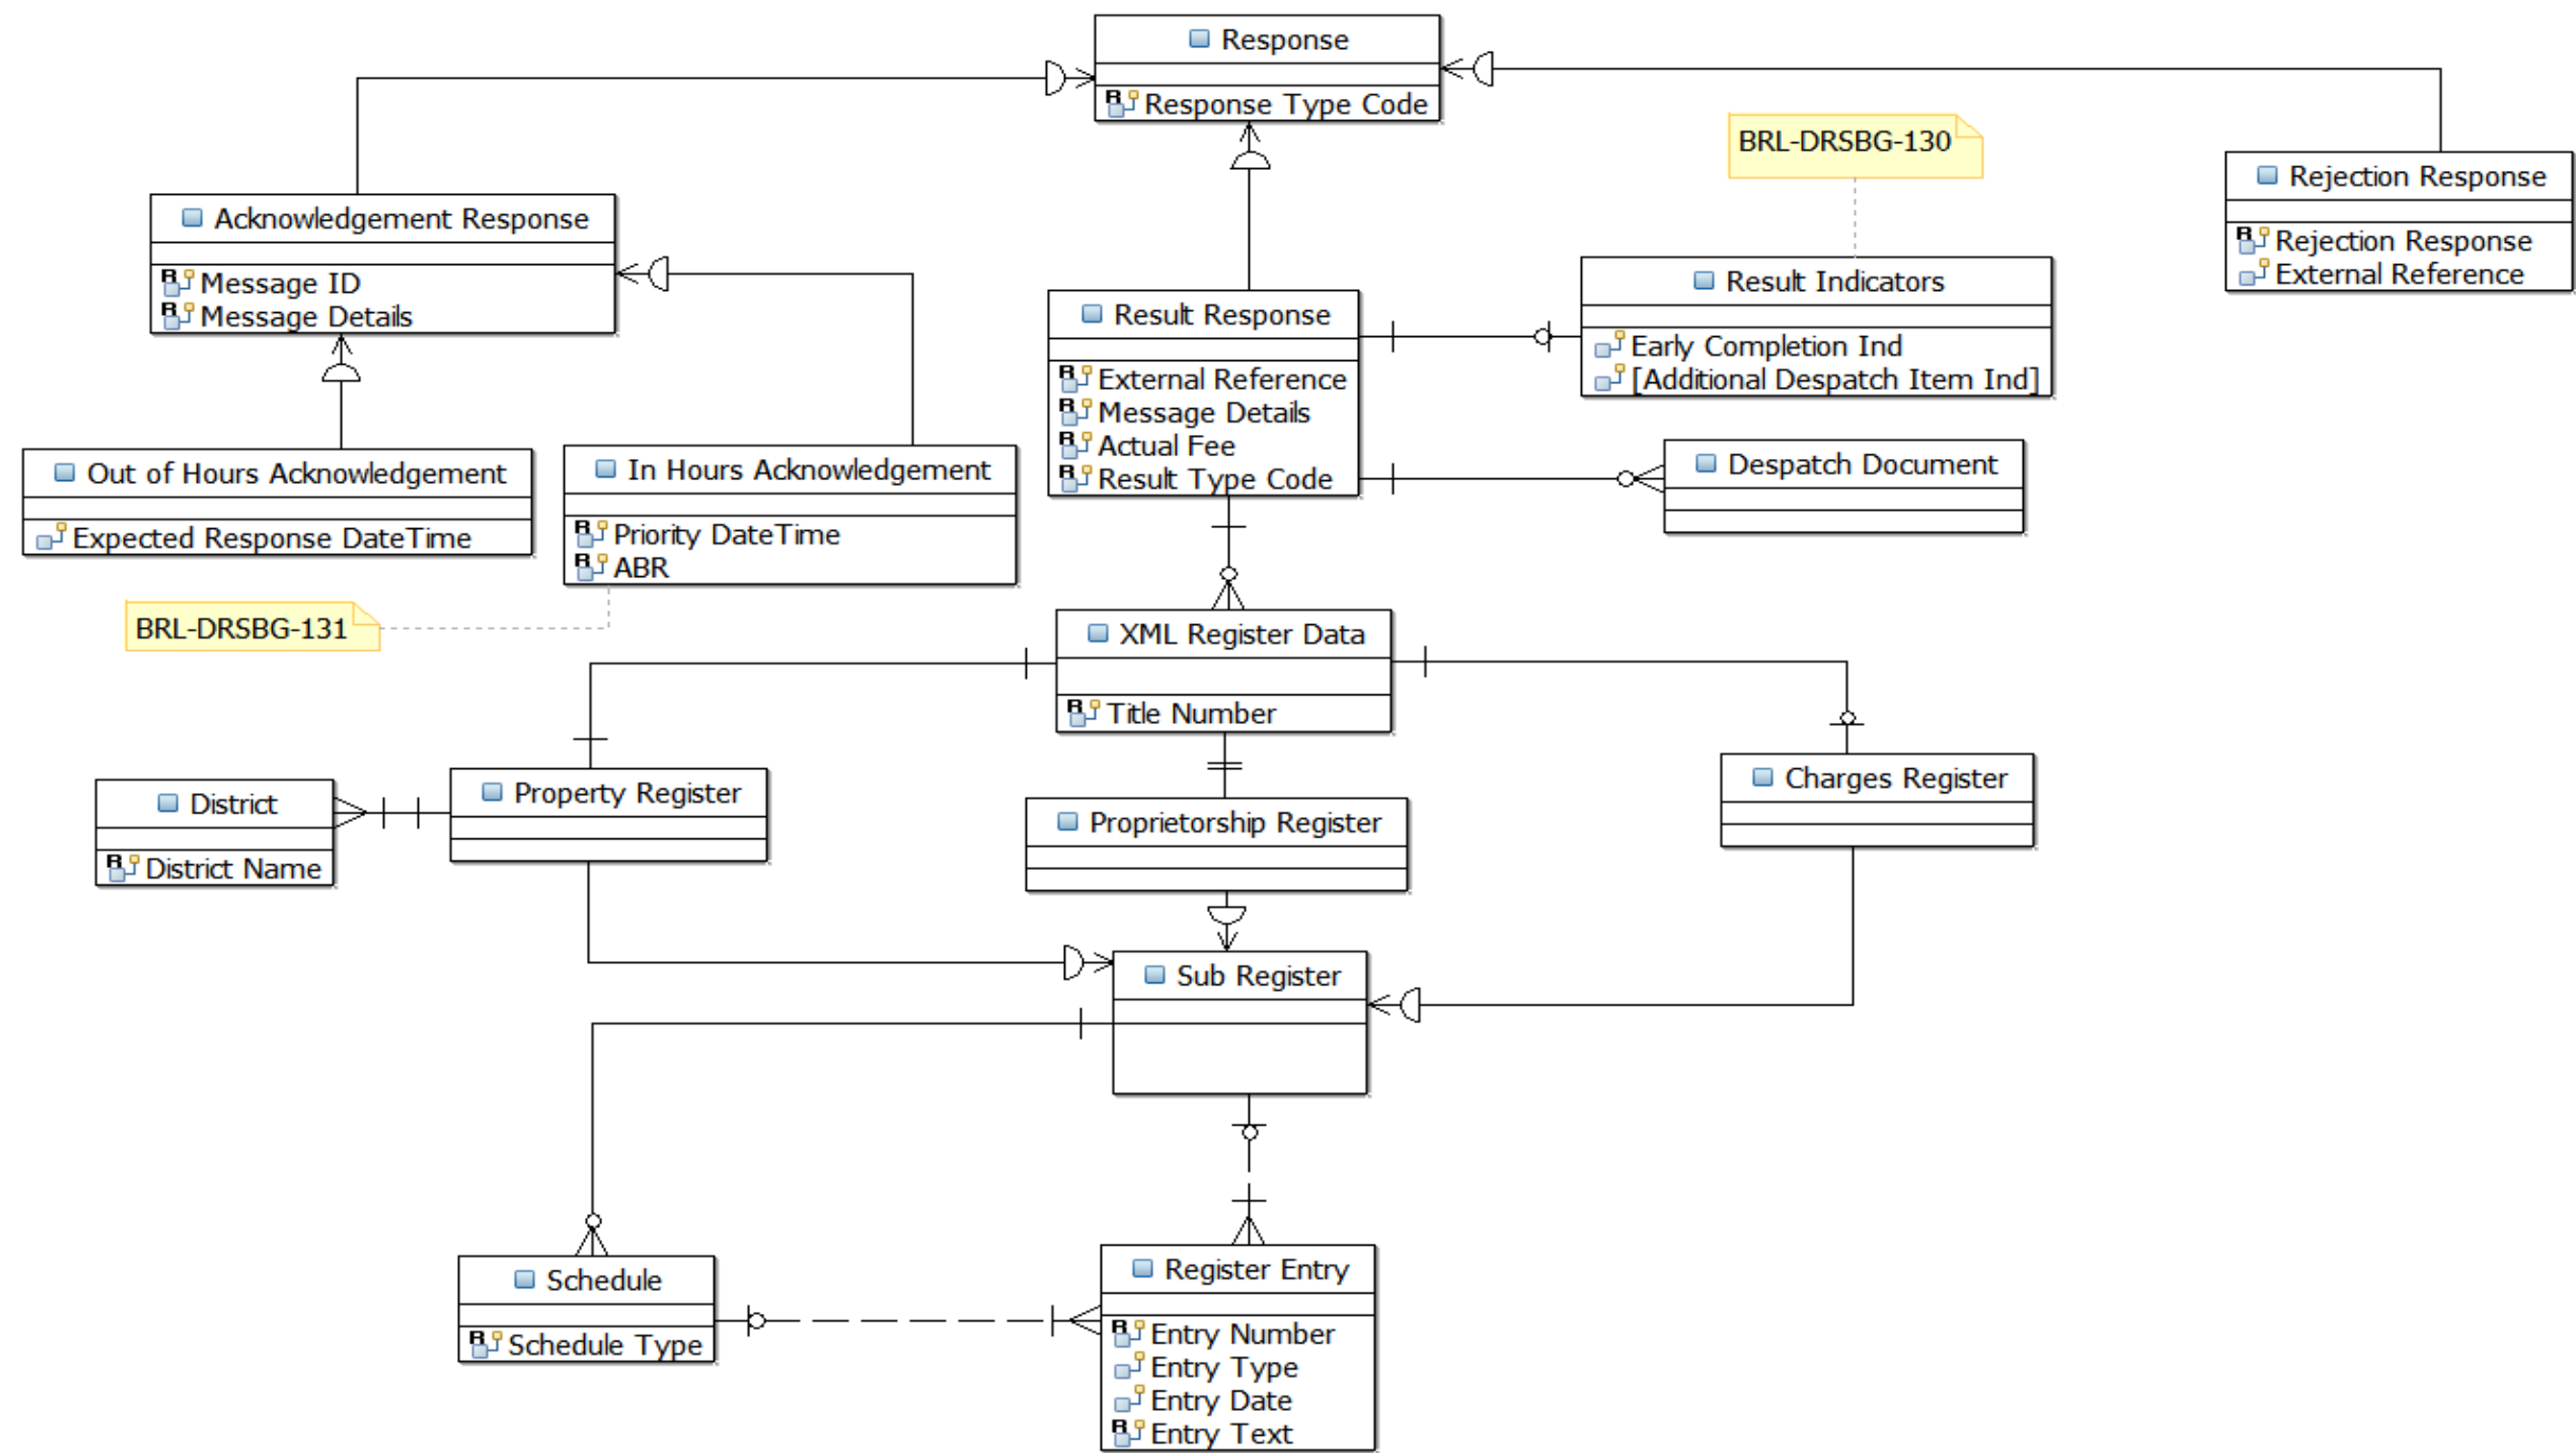 Response
Response Type Code
BRL-DRSBG-130
Rejection Response
Rejection Response
External Reference
Acknowledgement Response
Message ID
Message Details
Result Indicators
Early Completion Ind
[Additional Despatch Item Ind]
Result Response
External Reference
Message Details
Actual Fee
Result Type Code
Despatch Document
Out of Hours Acknowledgement
Expected Response DateTime
In Hours Acknowledgement
Priority DateTime
ABR
BRL-DRSBG-131
XML Register Data
Title Number
District
District Name
Property Register
Proprietorship Register
Charges Register
Sub Register
Schedule
Schedule Type
Register Entry
Entry Number
Entry Type
Entry Date
Entry Text